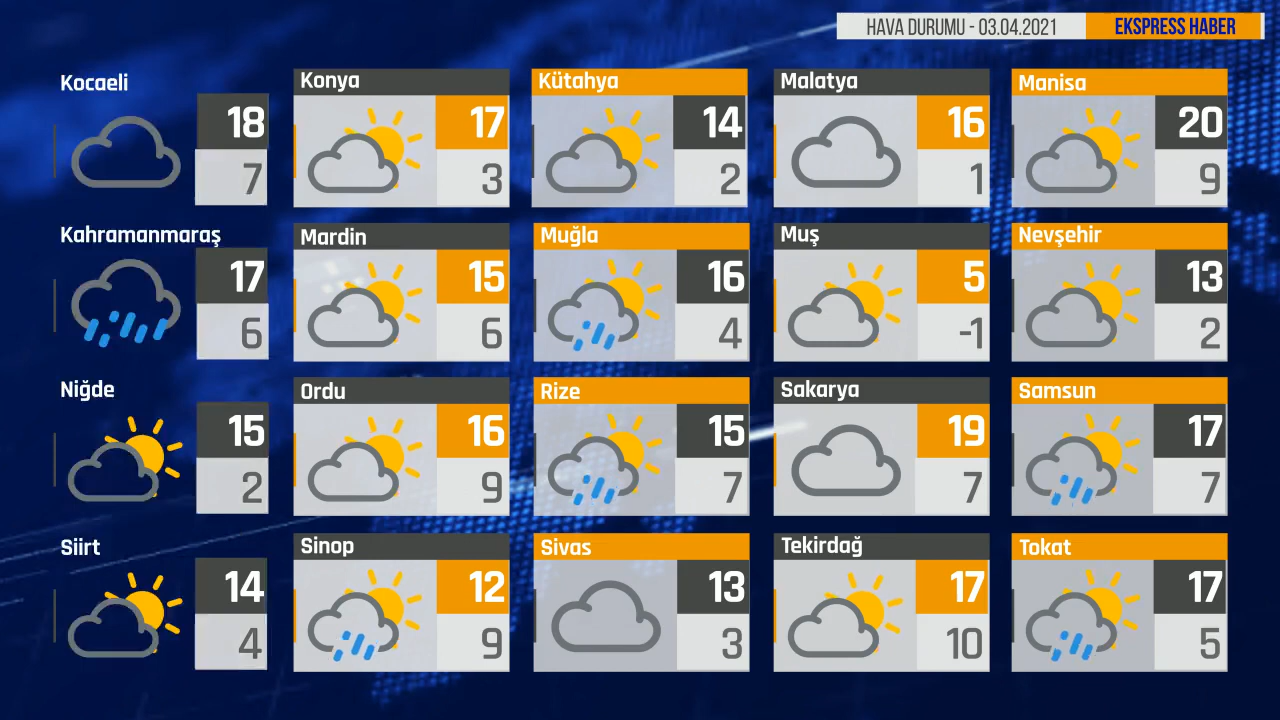 HAVA DURUMU - 03.04.2021 EKSPRESS HABER
Kocaeli
18
7
Konya
17
3
Kütahya
14
2
Malatya
16
1
Manisa
20
9
Kahramanmaraş
17
6
Mardin
15
6
Muğla
16
4
Muş
5
-1
Nevşehir
13
2
Niğde
15
2
Ordu
16
9
Rize
15
7
Sakarya
19
7
Samsun
17
7
Siirt
14
4
Sinop
12
9
Sivas
13
3
Tekirdağ
17
10
Tokat
17
5